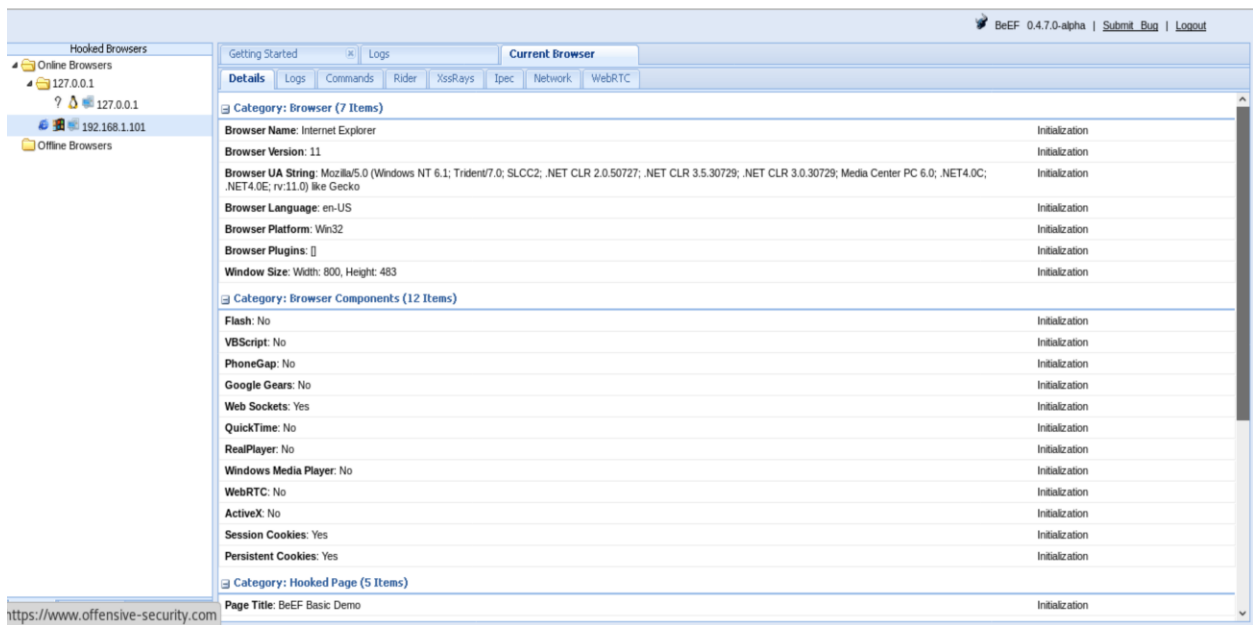 BeEF 0.4.7.0-alpha | Submit Bug | Logout
Hooked Browsers
Online Browsers
127.0.0.1
? 127.0.0.1
192.168.1.101
Offline Browsers
Getting Started
Logs
Current Browser
Details
Logs
Commands
Rider
XssRays
Ipec
Network
WebRTC
Category: Browser (7 Items)
Browser Name: Internet Explorer Initialization
Browser Version: 11 Initialization
Browser UA String: Mozilla/5.0 (Windows NT 6.1; Trident/7.0; SLCC2; .NET CLR 2.0.50727; .NET CLR 3.5.30729; .NET CLR 3.0.30729; Media Center PC 6.0; .NET4.0C; Initialization
.NET4.0E; rv:11.0) like Gecko
Browser Language: en-US Initialization
Browser Platform: Win32 Initialization
Browser Plugins: [] Initialization
Window Size: Width: 800, Height: 483 Initialization
Category: Browser Components (12 Items)
Flash: No Initialization
VBScript: No Initialization
PhoneGap: No Initialization
Google Gears: No Initialization
Web Sockets: Yes Initialization
QuickTime: No Initialization
RealPlayer: No Initialization
Windows Media Player: No Initialization
WebRTC: No Initialization
ActiveX: No Initialization
Session Cookies: Yes Initialization
Persistent Cookies: Yes Initialization
Category: Hooked Page (5 Items)
Page Title: BeEF Basic Demo Initialization
https://www.offensive-security.com